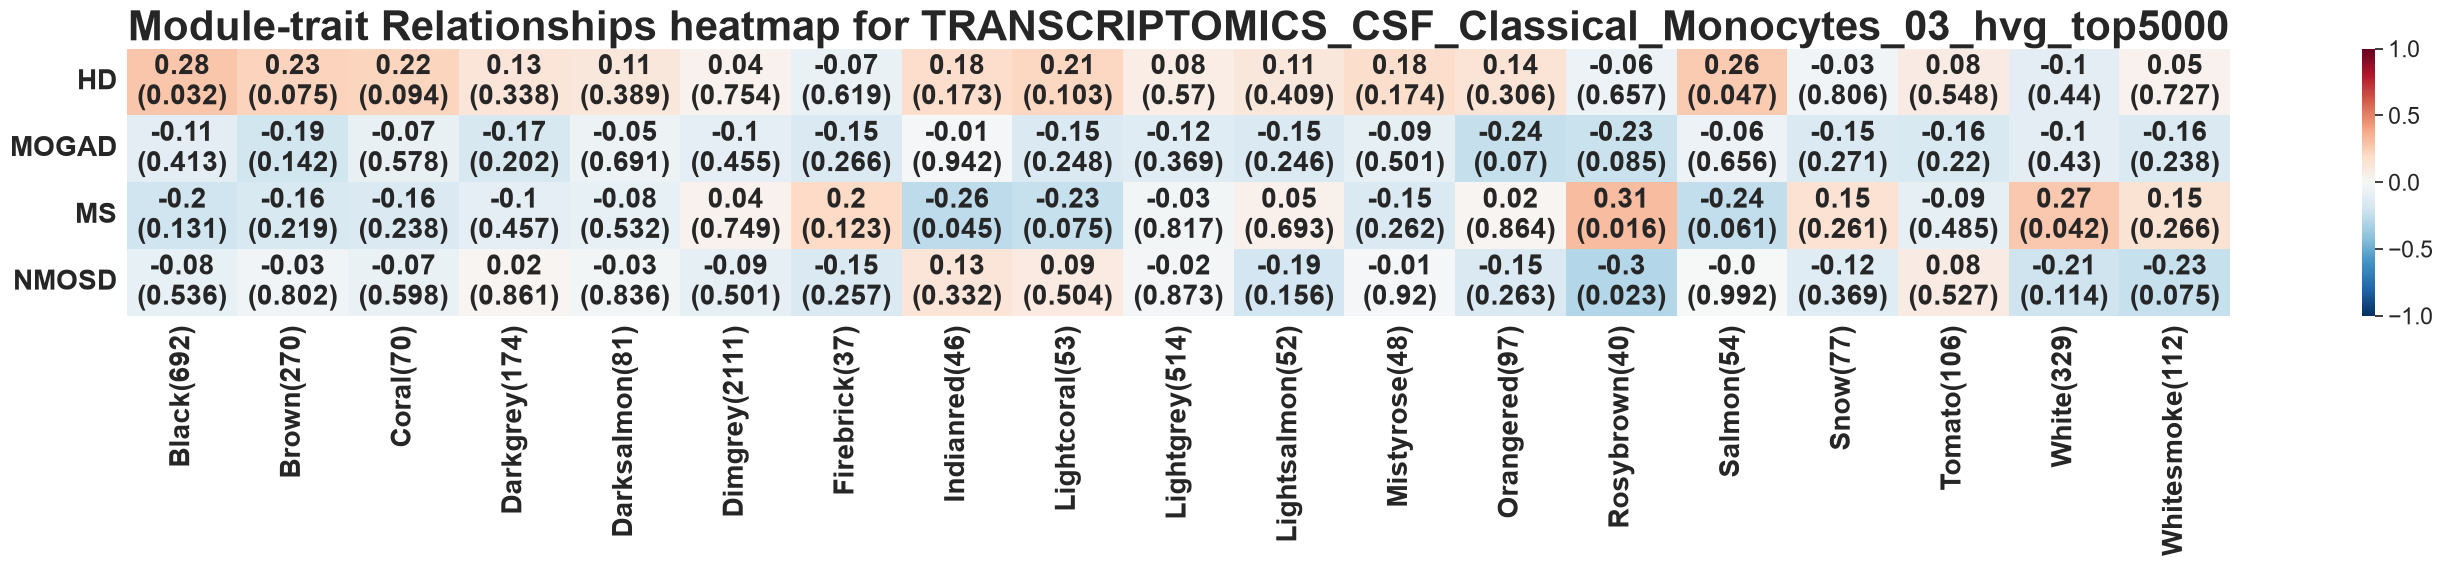 Module-trait Relationships heatmap for TRANSCRIPTOMICS_CSF_Classical_Monocytes_03_hvg_top5000
HD 0.28 0.23 0.22 0.13 0.11 0.04 -0.07 0.18 0.21 0.08 0.11 0.18 0.14 -0.06 0.26 -0.03 0.08 -0.1 0.05
(0.032) (0.075) (0.094) (0.338) (0.389) (0.754) (0.619) (0.173) (0.103) (0.57) (0.409) (0.174) (0.306) (0.657) (0.047) (0.806) (0.548) (0.44) (0.727)
MOGAD -0.11 -0.19 -0.07 -0.17 -0.05 -0.1 -0.15 -0.01 -0.15 -0.12 -0.15 -0.09 -0.24 -0.23 -0.06 -0.15 -0.16 -0.1 -0.16
(0.413) (0.142) (0.578) (0.202) (0.691) (0.455) (0.266) (0.942) (0.248) (0.369) (0.246) (0.501) (0.07) (0.085) (0.656) (0.271) (0.22) (0.43) (0.238)
MS -0.2 -0.16 -0.16 -0.1 -0.08 0.04 0.2 -0.26 -0.23 -0.03 0.05 -0.15 0.02 0.31 -0.24 0.15 -0.09 0.27 0.15
(0.131) (0.219) (0.238) (0.457) (0.532) (0.749) (0.123) (0.045) (0.075) (0.817) (0.693) (0.262) (0.864) (0.016) (0.061) (0.261) (0.485) (0.042) (0.266)
NMOSD -0.08 -0.03 -0.07 0.02 -0.03 -0.09 -0.15 0.13 0.09 -0.02 -0.19 -0.01 -0.15 -0.3 -0.0 -0.12 0.08 -0.21 -0.23
(0.536) (0.802) (0.598) (0.861) (0.836) (0.501) (0.257) (0.332) (0.504) (0.873) (0.156) (0.92) (0.263) (0.023) (0.992) (0.369) (0.527) (0.114) (0.075)
Black(692)
Brown(270)
Coral(70)
Darkgrey(174)
Darksalmon(81)
Dimgrey(2111)
Firebrick(37)
Indianred(46)
Lightcoral(53)
Lightgrey(514)
Lightsalmon(52)
Mistyrose(48)
Orangered(97)
Rosybrown(40)
Salmon(54)
Snow(77)
Tomato(106)
White(329)
Whitesmoke(112)
1.0
0.5
0.0
−0.5
−1.0